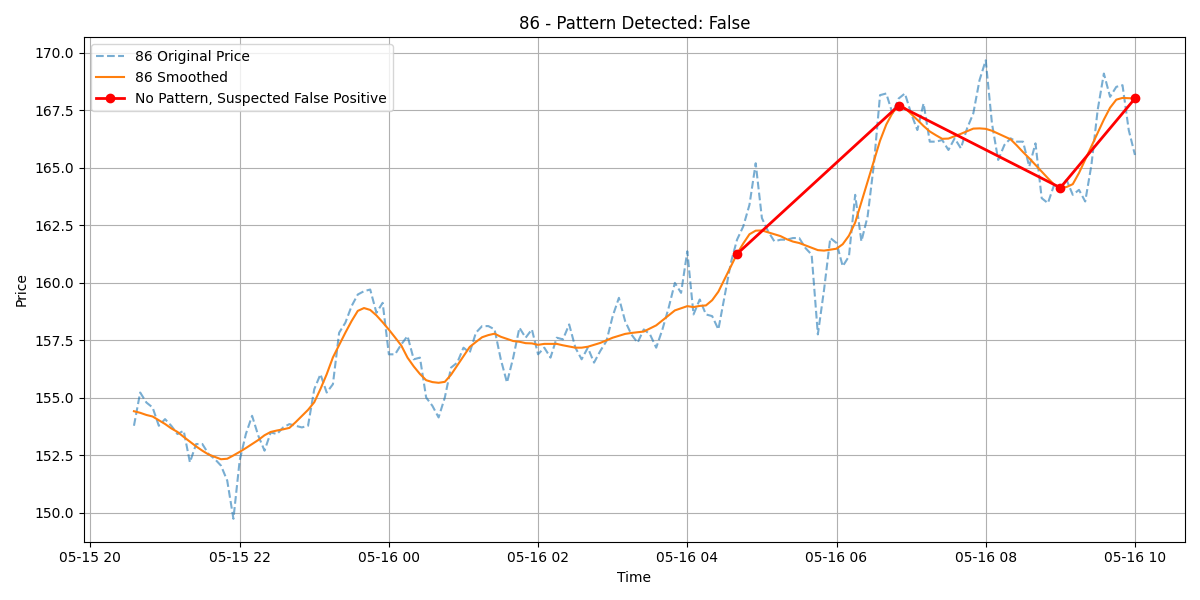 86 - Pattern Detected: False
86 Original Price
86 Smoothed
No Pattern, Suspected False Positive
Price
170.0
167.5
165.0
162.5
160.0
157.5
155.0
152.5
150.0
05-15 20 05-15 22 05-16 00 05-16 02 05-16 04 05-16 06 05-16 08 05-16 10
Time